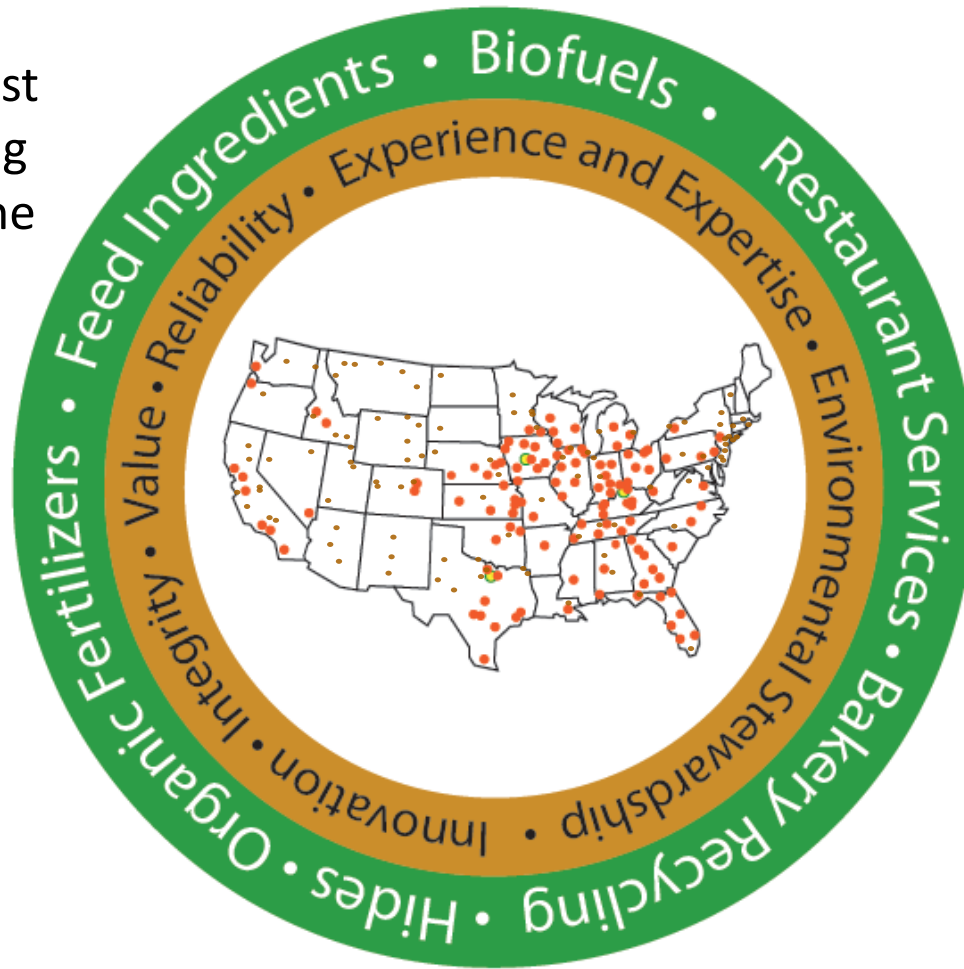 st
g
ne
Feed Ingredients • Biofuels • Restaurant Services • Bakery Recycling • Hides • Organic Fertilizers •
Reliability • Experience and Expertise • Environmental Stewardship • Innovation • Integrity • Value •